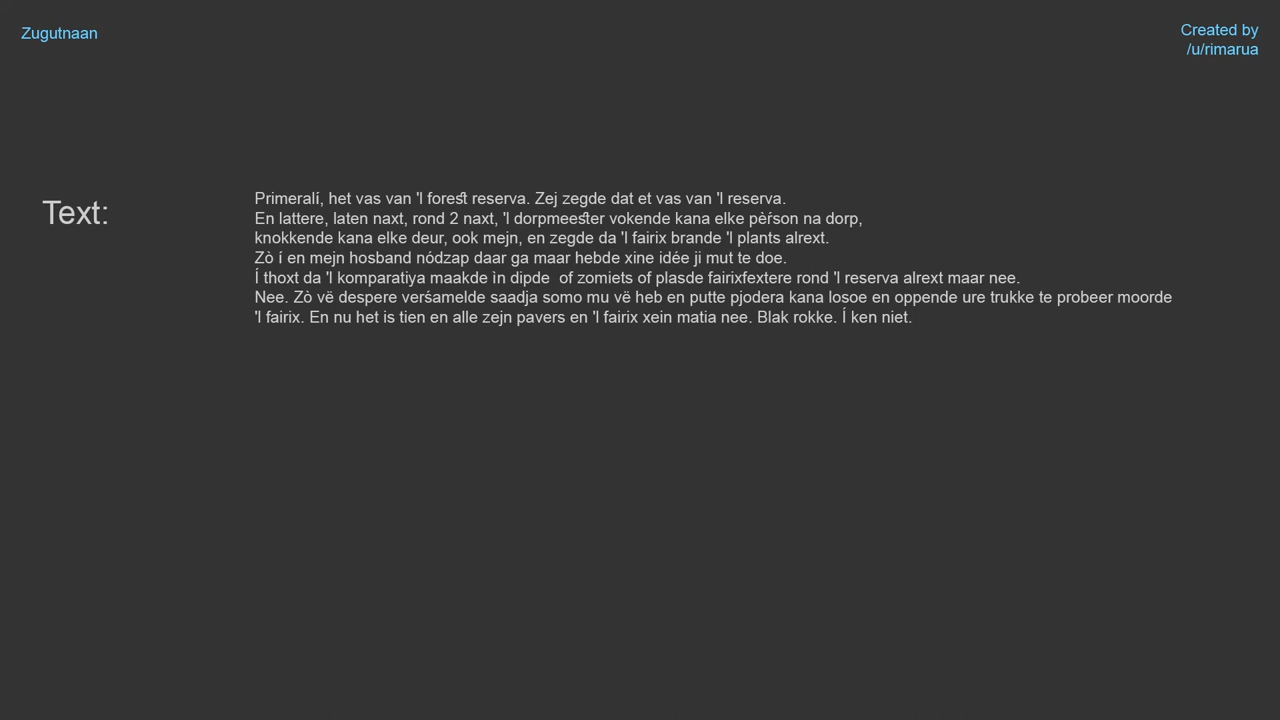 Zugutnaan
Created by
/u/rimarua
Text:
Primeralí, het vas van 'l foreſt reserva. Zej zegde dat et vas van 'l reserva.
En lattere, laten naxt, rond 2 naxt, 'l dorpmeeſter vokende kana elke pèŕson na dorp,
knokkende kana elke deur, ook mejn, en zegde da 'l fairix brande 'l plants alrext.
Zò í en mejn hosband nódzap daar ga maar hebde xine idée ji mut te doe.
Í thoxt da 'l komparatiya maakde ìn dipde  of zomiets of plasde fairixfextere rond 'l reserva alrext maar nee.
Nee. Zò vë despere verśamelde saadja somo mu vë heb en putte pjodera kana losoe en oppende ure trukke te probeer moorde
'l fairix. En nu het is tien en alle zejn pavers en 'l fairix xein matia nee. Blak rokke. Í ken niet.